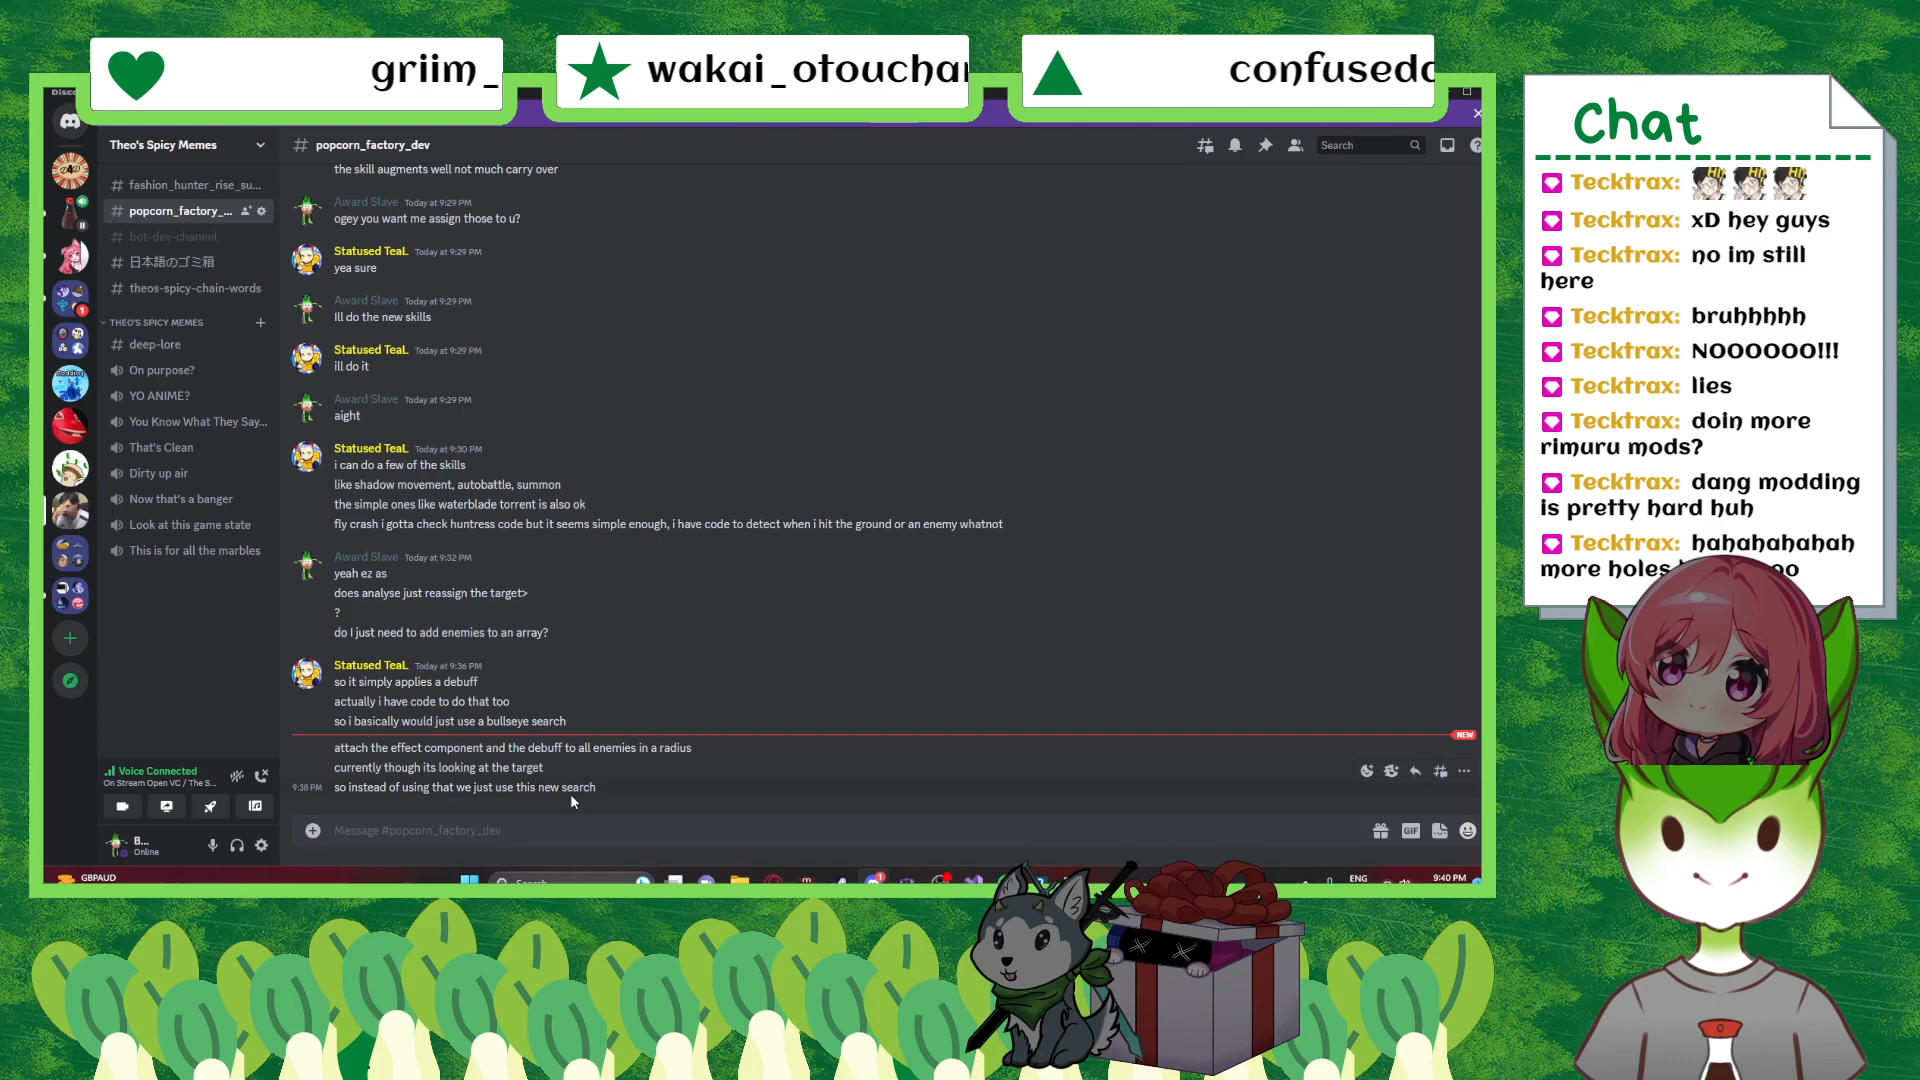 griim_
wakai_otoucha
confused
Chat
Disc
Theo's Spicy Memes
popcorn_factory_dev
Search
fashion_hunter_rise_su...
popcorn_factory_...
bot-dev-channel
日本語のゴミ箱
theos-spicy-chain-words
THEO'S SPICY MEMES
deep-lore
On purpose?
YO ANIME?
You Know What They Say...
That's Clean
Dirty up air
Now that's a banger
Look at this game state
This is for all the marbles
Voice Connected
On Stream Open VC / The S...
B...
Online
the skill augments well not much carry over
Award Slave Today at 9:29 PM
ogey you want me assign those to u?
Statused TeaL Today at 9:29 PM
yea sure
Award Slave Today at 9:29 PM
Ill do the new skills
Statused TeaL Today at 9:29 PM
ill do it
Award Slave Today at 9:29 PM
aight
Statused TeaL Today at 9:30 PM
i can do a few of the skills
like shadow movement, autobattle, summon
the simple ones like waterblade torrent is also ok
fly crash i gotta check huntress code but it seems simple enough, i have code to detect when i hit the ground or an enemy whatnot
Award Slave Today at 9:32 PM
yeah ez as
does analyse just reassign the target>
?
do I just need to add enemies to an array?
Statused TeaL Today at 9:36 PM
so it simply applies a debuff
actually i have code to do that too
so i basically would just use a bullseye search
NEW
attach the effect component and the debuff to all enemies in a radius
currently though its looking at the target
9:38 PM so instead of using that we just use this new search
Message #popcorn_factory_dev
GIF
GBPAUD
Search
1
ENG
9:40 PM
Tecktrax:
Tecktrax: xD hey guys
Tecktrax: no im still
here
Tecktrax: bruhhhhh
Tecktrax: NOOOOOO!!!
Tecktrax: lies
Tecktrax: doin more
rimuru mods?
Tecktrax: dang modding
is pretty hard huh
Tecktrax: hahahahahah
more holes